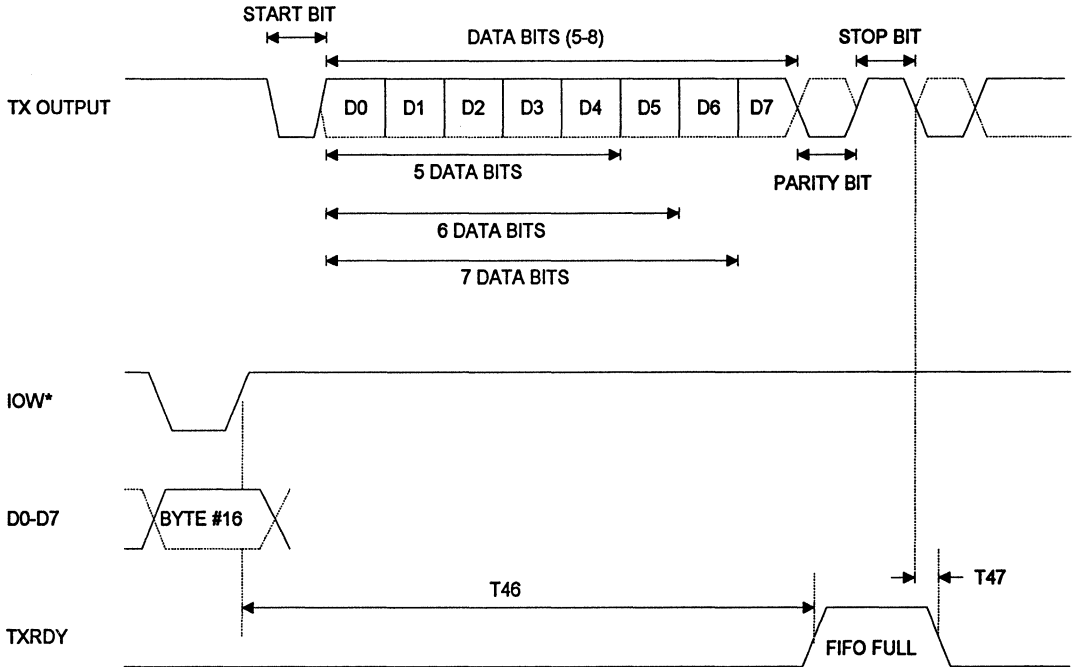 START BIT
DATA BITS (5-8)
STOP BIT
TX OUTPUT
D0 D1 D2 D3 D4 D5 D6 D7
5 DATA BITS
PARITY BIT
6 DATA BITS
7 DATA BITS
IOW*
D0-D7
BYTE #16
T46
T47
TXRDY
FIFO FULL